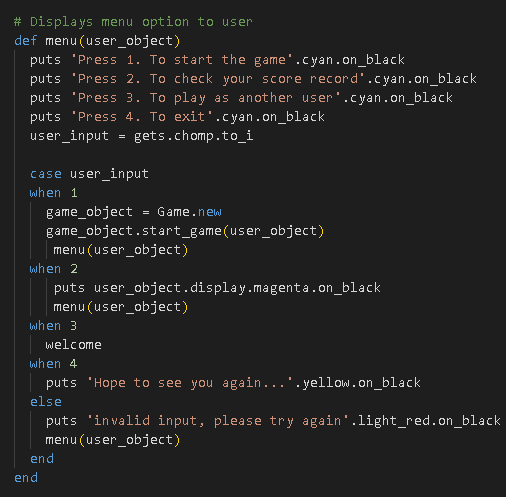 # Displays menu option to user
def menu(user_object)
  puts 'Press 1. To start the game'.cyan.on_black
  puts 'Press 2. To check your score record'.cyan.on_black
  puts 'Press 3. To play as another user'.cyan.on_black
  puts 'Press 4. To exit'.cyan.on_black
  user_input = gets.chomp.to_i

  case user_input
  when 1
    game_object = Game.new
    game_object.start_game(user_object)
     menu(user_object)
  when 2
     puts user_object.display.magenta.on_black
     menu(user_object)
  when 3
    welcome
  when 4
    puts 'Hope to see you again...'.yellow.on_black
  else
    puts 'invalid input, please try again'.light_red.on_black
    menu(user_object)
  end
end